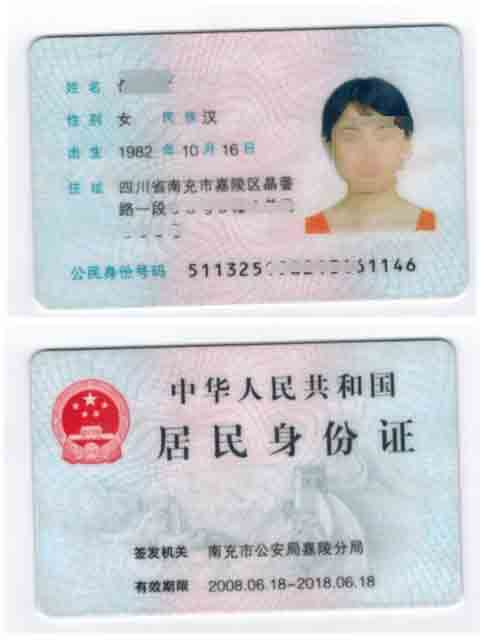 姓名
性别 女 民族 汉
出生 1982 年 10 月 16 日
住址 四川省南充市嘉陵区晶
路一段
公民身份号码 511325 1146
中华人民共和国
居民身份证
签发机关 南充市公安局嘉陵分局
有效期限 2008.06.18-2018.06.18